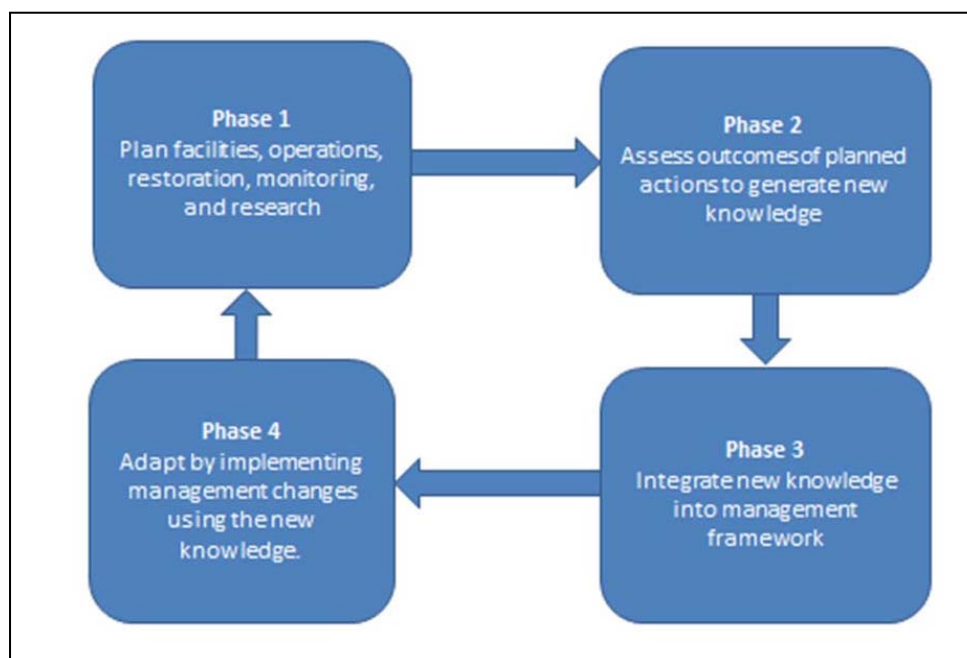 Phase 1
Plan facilities, operations,
restoration, monitoring,
and research
Phase 2
Assess outcomes of planned
actions to generate new
knowledge
Phase 3
Integrate new knowledge
into management
framework
Phase 4
Adapt by implementing
management changes
using the new
knowledge.